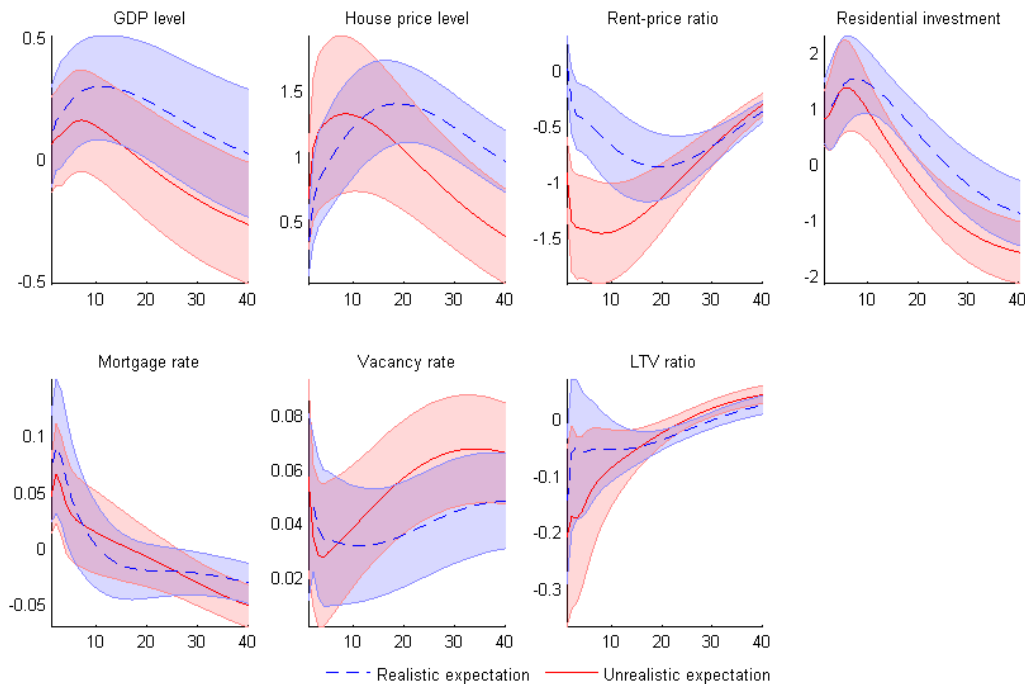 GDP level
0.5
0
-0.5
10 20 30 40
House price level
1.5
1
0.5
10 20 30 40
Rent-price ratio
0
-0.5
-1
-1.5
10 20 30 40
Residential investment
2
1
0
-1
-2
10 20 30 40
Mortgage rate
0.1
0.05
0
-0.05
10 20 30 40
Vacancy rate
0.08
0.06
0.04
0.02
10 20 30 40
LTV ratio
0
-0.1
-0.2
-0.3
10 20 30 40
Realistic expectation Unrealistic expectation